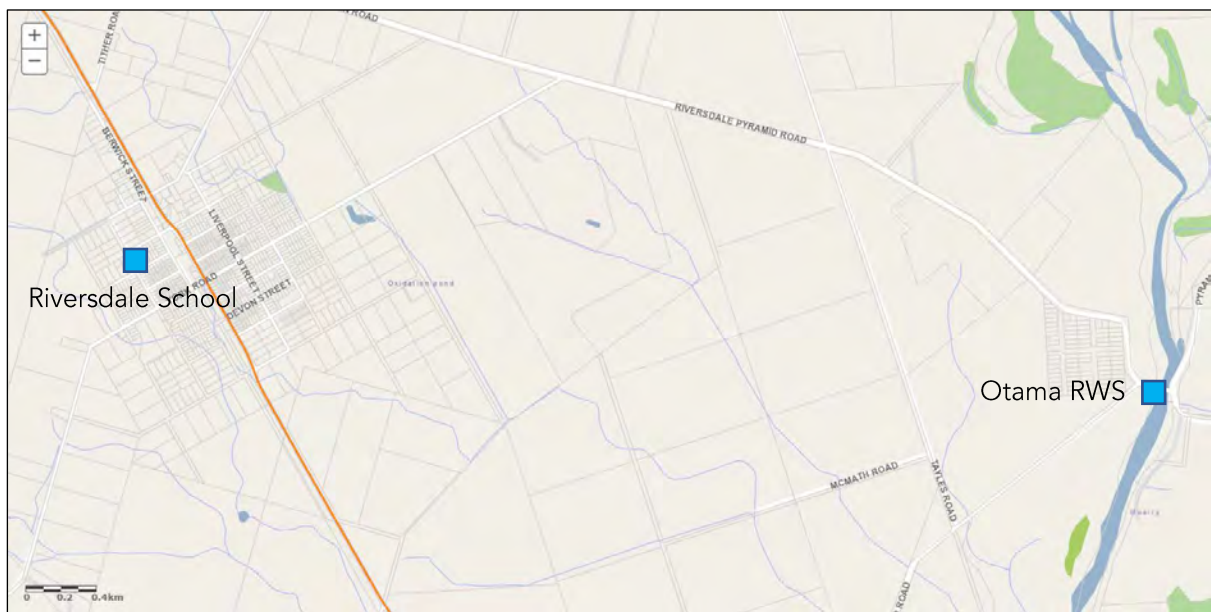 +
−
TITHER ROAD
ROAD
RIVERSDALE PYRAMID ROAD
BERWICK STREET
LIVERPOOL STREET
ROAD
DEVON STREET
Riversdale School
Oxidation pond
PYRAM
Otama RWS
MCMATH ROAD
TAYLES ROAD
Quarry
ROAD
0 0.2 0.4km